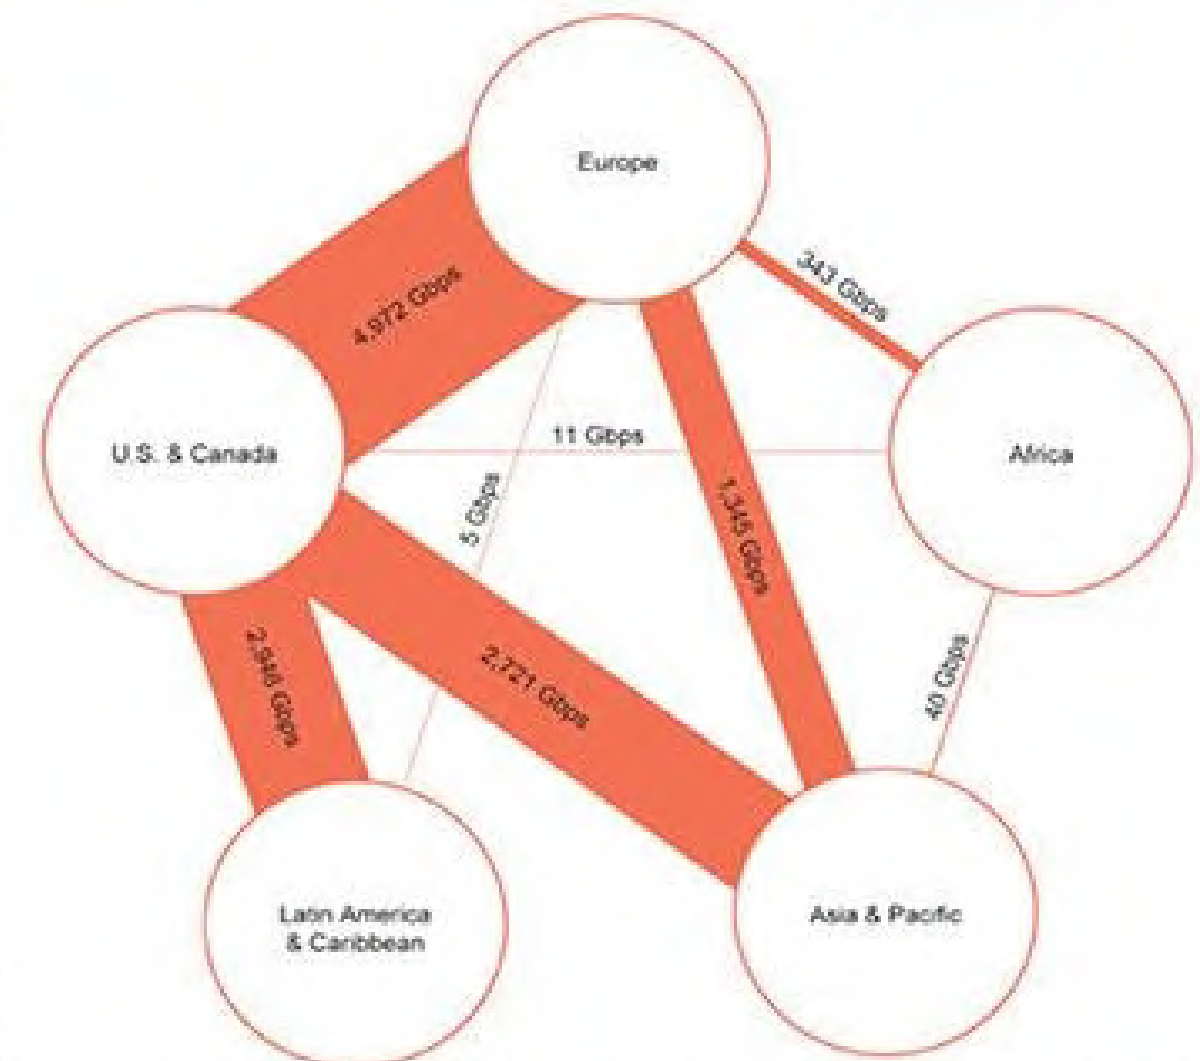 Europe
343 Gbps
4,972 Gbps
11 Gbps
U.S. & Canada
Africa
5 Gbps
1,345 Gbps
2,946 Gbps
2,721 Gbps
40 Gbps
Latin America
& Caribbean
Asia & Pacific